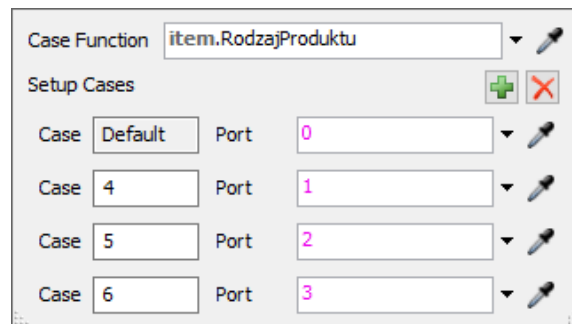 Case Function item.RodzajProduktu
Setup Cases
Case Default Port 0
Case 4 Port 1
Case 5 Port 2
Case 6 Port 3